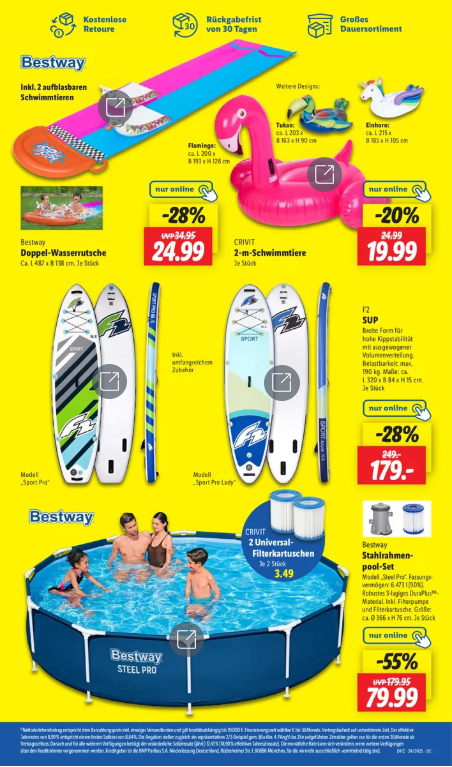 Kostenlose
Retoure
Rückgabefrist
von 30 Tagen
Großes
Dauersortiment
Bestway
Inkl. 2 aufblasbaren
Schwimmtieren
Weitere Designs:
Tukan:
ca. L 203 x
B 163 x H 90 cm
Einhorn:
ca. L 215 x
B 185 x H 105 cm
Flamingo:
ca. L 200 x
B 193 x H 128 cm
nur online
-28%
UVP 34.95
24.99
Bestway
Doppel-Wasserrutsche
Ca. L 487 x B 138 cm. Je Stück
nur online
-20%
24.99
19.99
CRIVIT
2-m-Schwimmtiere
Je Stück
F2
SUP
Breite Form für
hohe Kippstabilität
mit ausgewogener
Volumenverteilung.
Belastbarkeit: max.
190 kg. Maße: ca.
L 320 x B 84 x H 15 cm.
Je Stück
nur online
-28%
249.-
179.-
SPORT
F2
Inkl.
umfangreichem
Zubehör
SPORT
F2
Modell
„Sport Pro"
Modell
„Sport Pro Lady"
Bestway
CRIVIT
2 Universal-
Filterkartuschen
Je 2 Stück
3.49
Bestway
Stahlrahmen-
pool-Set
Modell „Steel Pro". Fassungs-
vermögen: 6.473 l (90%).
Robustes 3-lagiges DuraPlus™-
Material. Inkl. Filterpumpe
und Filterkartusche. Größe:
ca. Ø 366 x H 76 cm. Je Stück
nur online
-55%
UVP 179.95
79.99
Bestway
STEEL PRO